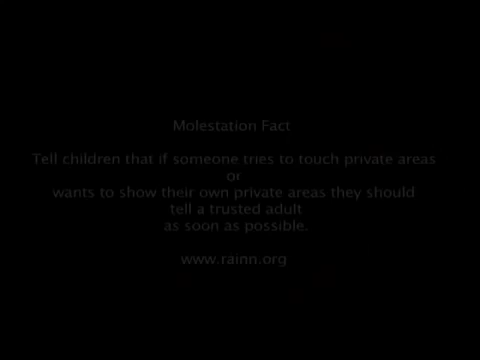 Molestation Fact
Tell children that if someone tries to touch private areas
or
wants to show their own private areas they should
tell a trusted adult
as soon as possible.
www.rainn.org